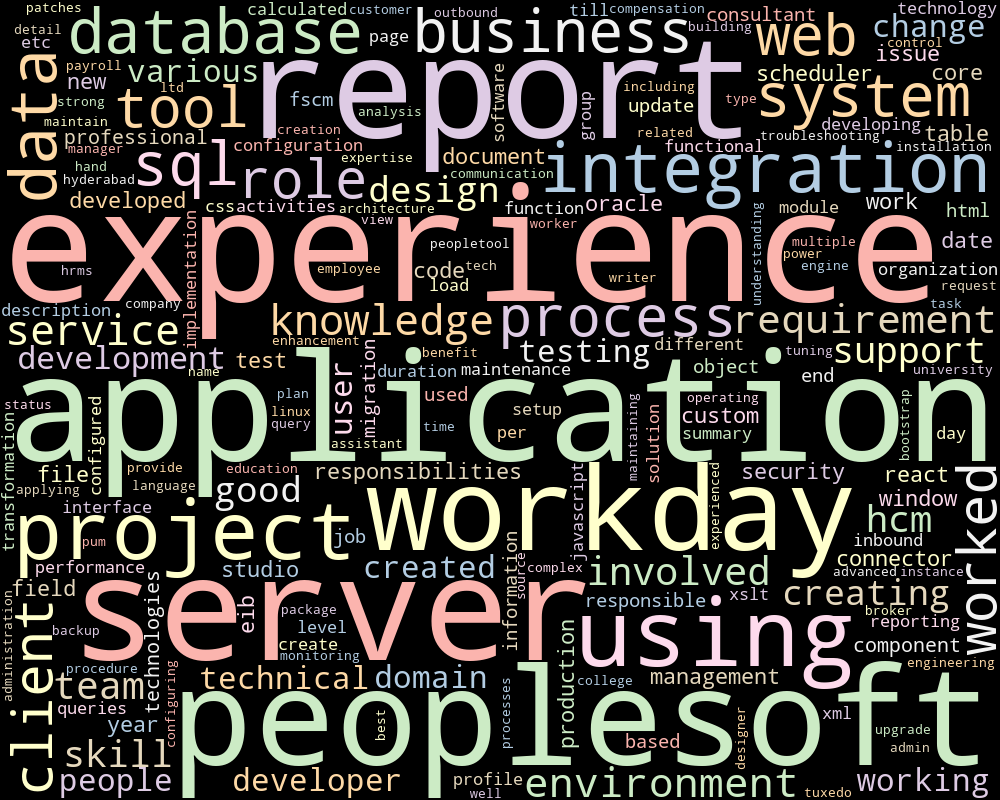 patches
calculated
customer
outbound
till
compensation
consultant
technology
detail
database
page
business
building
web
change
etc
control
data
payroll
various
report
software
including
scheduler
issue
core
new
ltd
fscm
group
update
type
system
strong
tool
analysis
developing
maintain
professional
creation
related
troubleshooting
table
manager
configuration
expertise
document
functional
installation
hand
sql
role
communication
integration
hyderabad
design
developed
css
activities
architecture
function
oracle
module
work
html
view
worker
experience
implementation
peopletool
understanding
multiple
date
hrms
employee
code
tech
power
engine
organization
load
writer
request
description
company
task
service
knowledge
process
requirement
enhancement
development
test
migration
benefit
testing
different
tuning
support
name
user
duration
maintenance
object
end
university
application
status
plan
used
operating
bootstrap
transformation
configured
linux
query
time
setup
per
maintaining
solution
custom
summary
day
assistant
file
provide
education
responsibilities
security
react
applying
language
good
workday
javascript
experienced
window
worked
interface
project
hcm
pum
job
information
inbound
connector
performance
studio
created
source
complex
involved
advanced
instance
field
technologies
server
xslt
creating
administration
client
eib
package
responsible
broker
level
using
reporting
backup
create
component
monitoring
production
procedure
team
configuring
technical
domain
college
management
engineering
queries
peoplesoft
year
best
processes
xml
skill
based
designer
upgrade
admin
people
developer
profile
environment
working
well
tuxedo